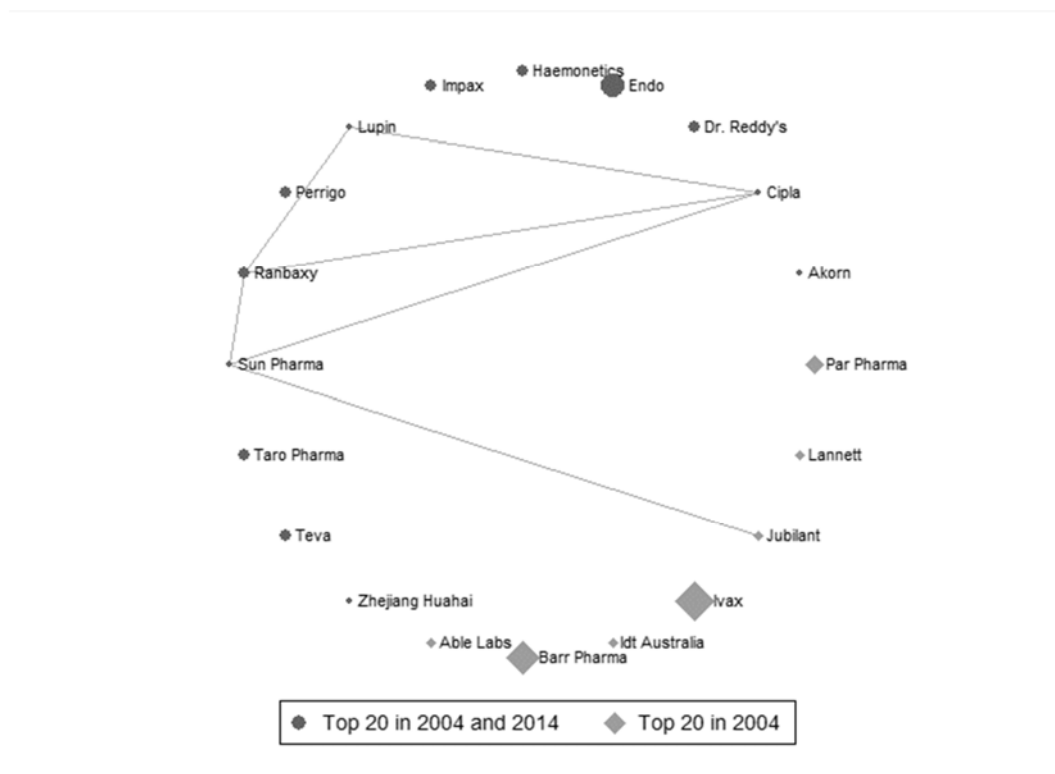 Haemonetics
Impax
Endo
Lupin
Dr. Reddy's
Perrigo
Cipla
Ranbaxy
Akorn
Sun Pharma
Par Pharma
Taro Pharma
Lannett
Teva
Jubilant
Zhejiang Huahai
Ivax
Able Labs
Idt Australia
Barr Pharma
Top 20 in 2004 and 2014
Top 20 in 2004